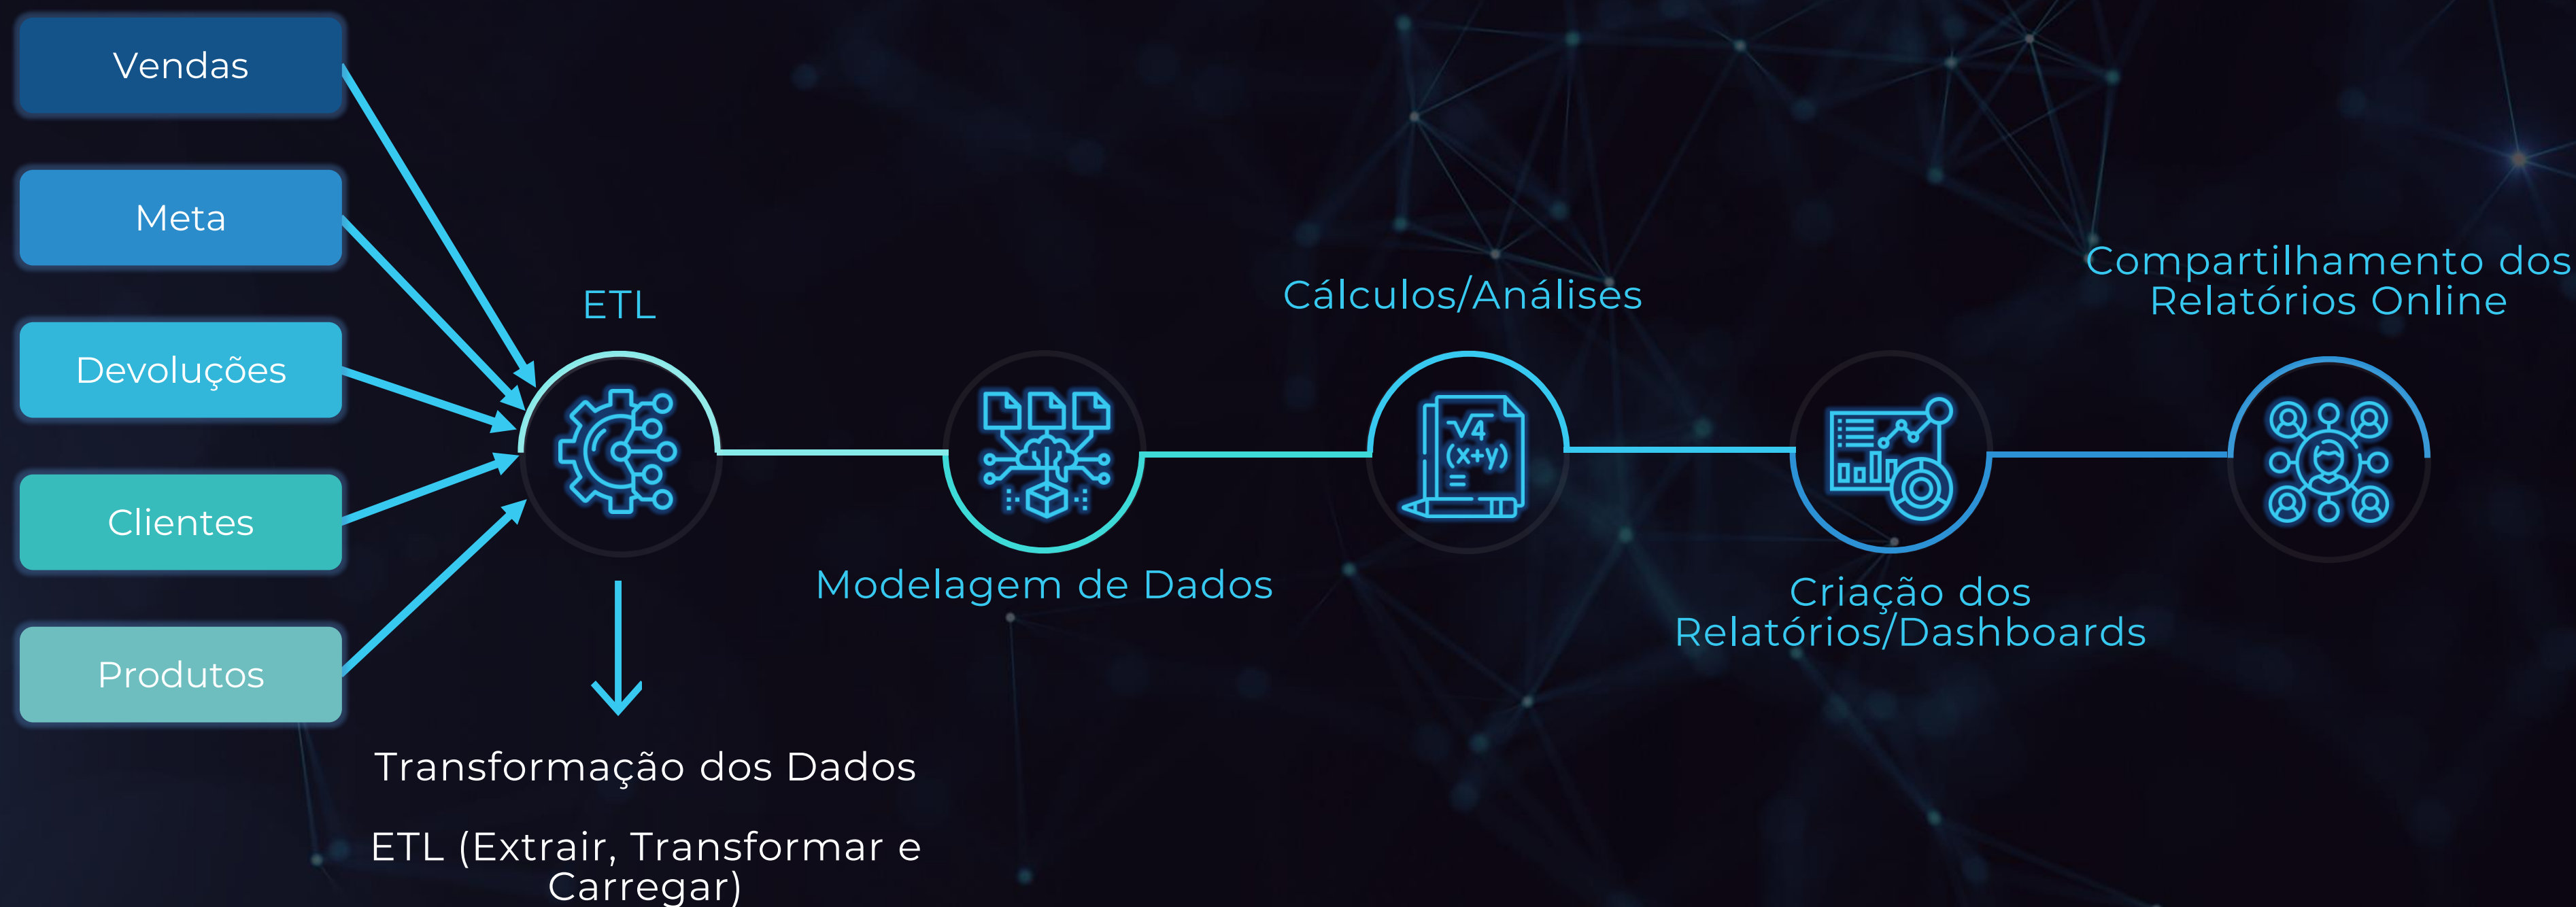 Vendas
Meta
Devoluções
Clientes
Produtos
ETL
Transformação dos Dados
ETL (Extrair, Transformar e
Carregar)
Modelagem de Dados
Cálculos/Análises
√4
(x+y)
=
Criação dos
Relatórios/Dashboards
Compartilhamento dos
Relatórios Online